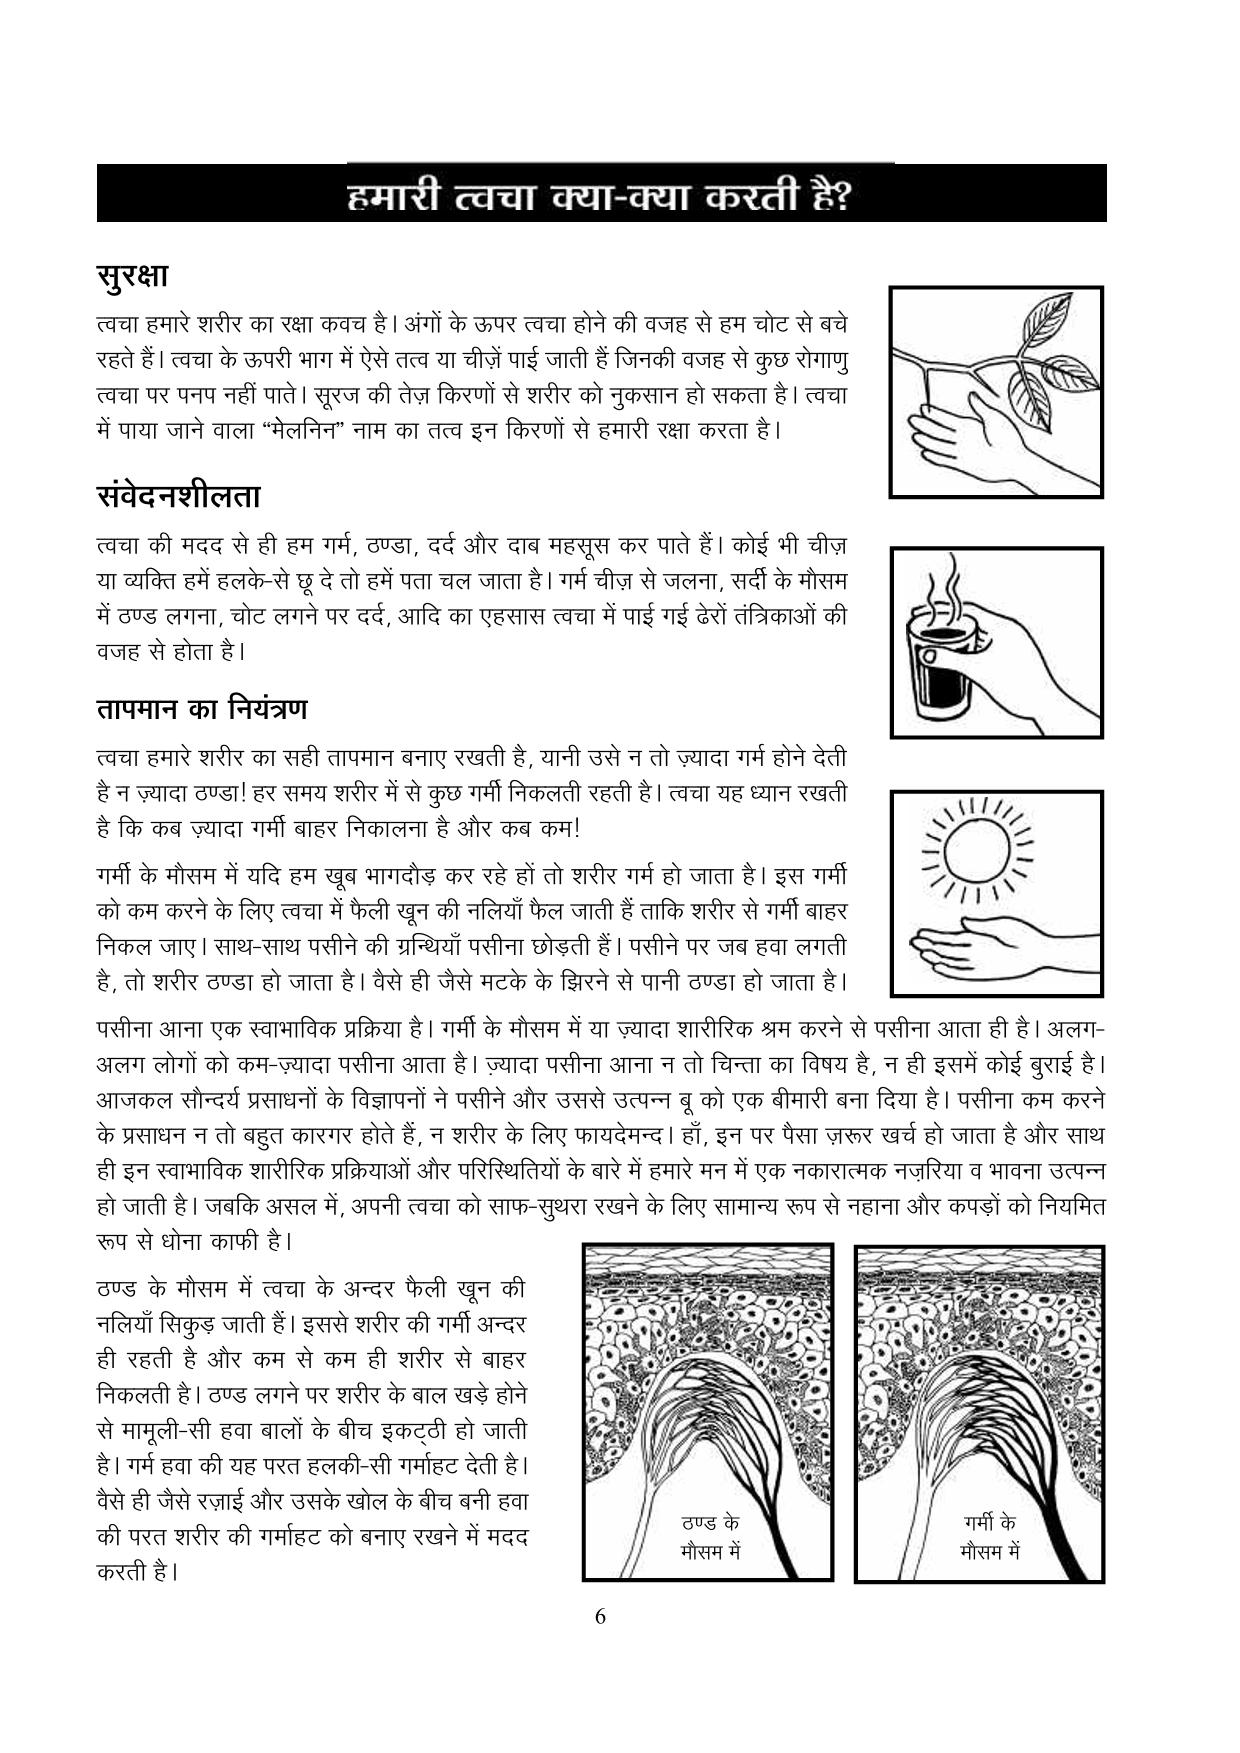 हमारी त्वचा क्या-क्या करती है?
सुरक्षा
त्वचा हमारे शरीर का रक्षा कवच है। अंगों के ऊपर त्वचा होने की वजह से हम चोट से बचे
रहते हैं। त्वचा के ऊपरी भाग में ऐसे तत्व या चीज़ें पाई जाती हैं जिनकी वजह से कुछ रोगाणु
त्वचा पर पनप नहीं पाते। सूरज की तेज़ किरणों से शरीर को नुकसान हो सकता है। त्वचा
में पाया जाने वाला “मेलनिन” नाम का तत्व इन किरणों से हमारी रक्षा करता है।
संवेदनशीलता
त्वचा की मदद से ही हम गर्म, ठण्डा, दर्द और दाब महसूस कर पाते हैं। कोई भी चीज़
या व्यक्ति हमें हलके-से छू दे तो हमें पता चल जाता है। गर्म चीज़ से जलना, सर्दी के मौसम
में ठण्ड लगना, चोट लगने पर दर्द, आदि का एहसास त्वचा में पाई गई ढेरों तंत्रिकाओं की
वजह से होता है।
तापमान का नियंत्रण
त्वचा हमारे शरीर का सही तापमान बनाए रखती है, यानी उसे न तो ज़्यादा गर्म होने देती
है न ज़्यादा ठण्डा! हर समय शरीर में से कुछ गर्मी निकलती रहती है। त्वचा यह ध्यान रखती
है कि कब ज़्यादा गर्मी बाहर निकालना है और कब कम!
गर्मी के मौसम में यदि हम खूब भागदौड़ कर रहे हों तो शरीर गर्म हो जाता है। इस गर्मी
को कम करने के लिए त्वचा में फैली खून की नलियाँ फैल जाती हैं ताकि शरीर से गर्मी बाहर
निकल जाए। साथ-साथ पसीने की ग्रन्थियाँ पसीना छोड़ती हैं। पसीने पर जब हवा लगती
है, तो शरीर ठण्डा हो जाता है। वैसे ही जैसे मटके के झिरने से पानी ठण्डा हो जाता है।
पसीना आना एक स्वाभाविक प्रक्रिया है। गर्मी के मौसम में या ज़्यादा शारीरिक श्रम करने से पसीना आता ही है। अलग-
अलग लोगों को कम-ज़्यादा पसीना आता है। ज़्यादा पसीना आना न तो चिन्ता का विषय है, न ही इसमें कोई बुराई है।
आजकल सौन्दर्य प्रसाधनों के विज्ञापनों ने पसीने और उससे उत्पन्न बू को एक बीमारी बना दिया है। पसीना कम करने
के प्रसाधन न तो बहुत कारगर होते हैं, न शरीर के लिए फायदेमन्द। हाँ, इन पर पैसा ज़रूर खर्च हो जाता है और साथ
ही इन स्वाभाविक शारीरिक प्रक्रियाओं और परिस्थितियों के बारे में हमारे मन में एक नकारात्मक नज़रिया व भावना उत्पन्न
हो जाती है। जबकि असल में, अपनी त्वचा को साफ-सुथरा रखने के लिए सामान्य रूप से नहाना और कपड़ों को नियमित
रूप से धोना काफी है।
ठण्ड के मौसम में त्वचा के अन्दर फैली खून की
नलियाँ सिकुड़ जाती हैं। इससे शरीर की गर्मी अन्दर
ही रहती है और कम से कम ही शरीर से बाहर
निकलती है। ठण्ड लगने पर शरीर के बाल खड़े होने
से मामूली-सी हवा बालों के बीच इकट्ठी हो जाती
है। गर्म हवा की यह परत हलकी-सी गर्माहट देती है।
वैसे ही जैसे रज़ाई और उसके खोल के बीच बनी हवा
की परत शरीर की गर्माहट को बनाए रखने में मदद
करती है।
ठण्ड के
मौसम में
गर्मी के
मौसम में
6